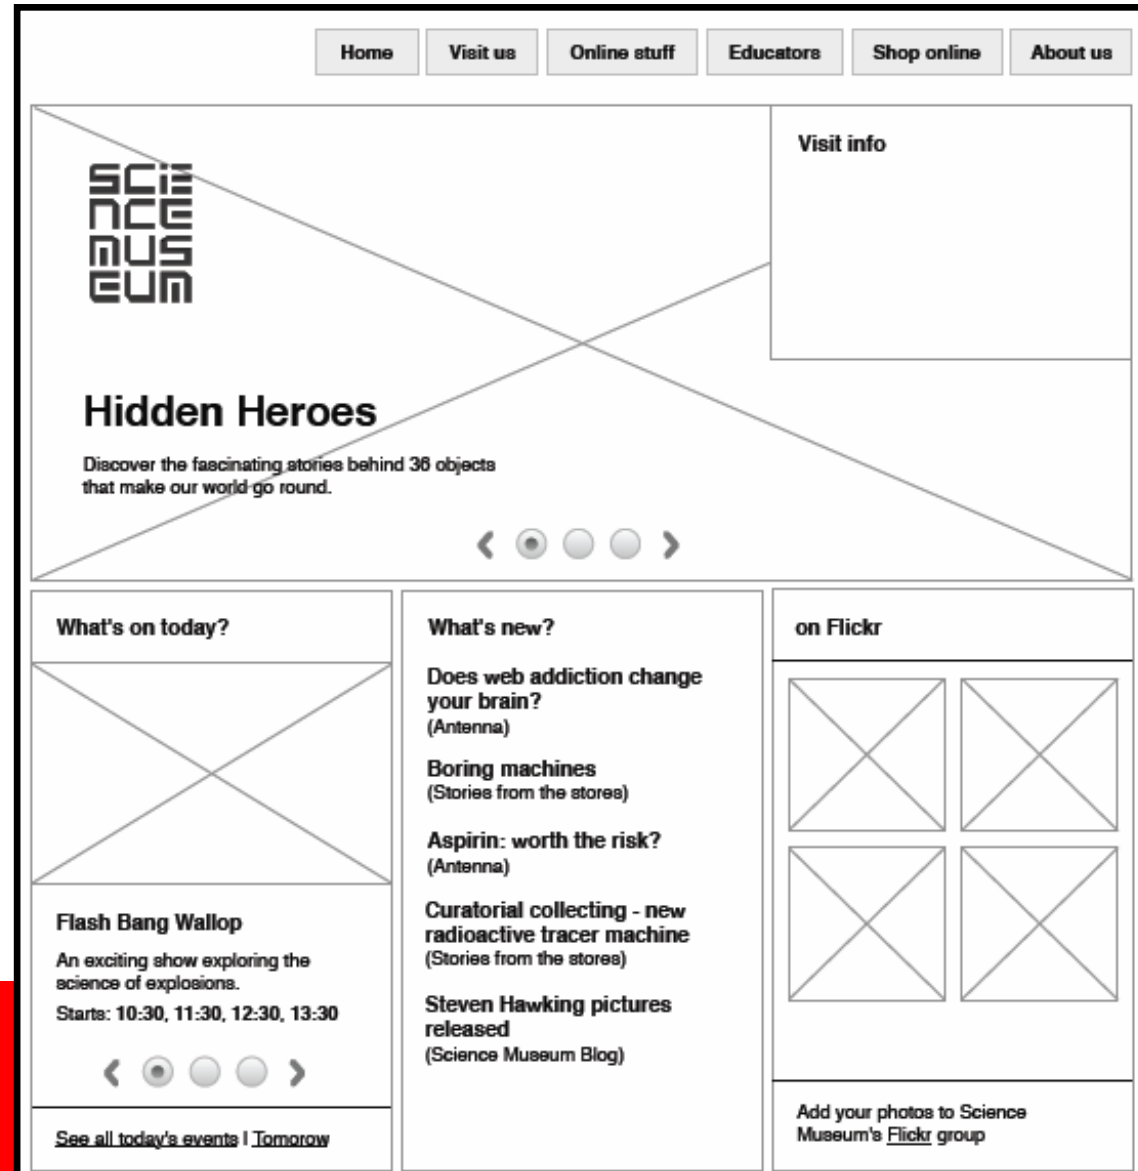 Home
Visit us
Online stuff
Educators
Shop online
About us
Visit info
SCIE
NCE
MUS
EUM
Hidden Heroes
Discover the fascinating stories behind 36 objects
that make our world go round.
What's on today?
Flash Bang Wallop
An exciting show exploring the
science of explosions.
Starts: 10:30, 11:30, 12:30, 13:30
See all today's events | Tomorow
What's new?
Does web addiction change
your brain?
(Antenna)
Boring machines
(Stories from the stores)
Aspirin: worth the risk?
(Antenna)
Curatorial collecting - new
radioactive tracer machine
(Stories from the stores)
Steven Hawking pictures
released
(Science Museum Blog)
on Flickr
Add your photos to Science
Museum's Flickr group